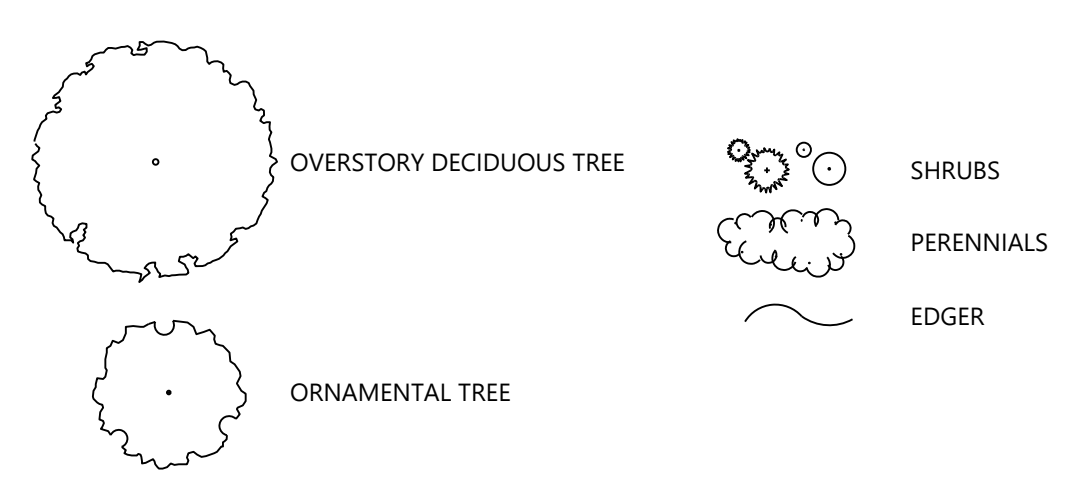 OVERSTORY DECIDUOUS TREE
ORNAMENTAL TREE
SHRUBS
PERENNIALS
EDGER